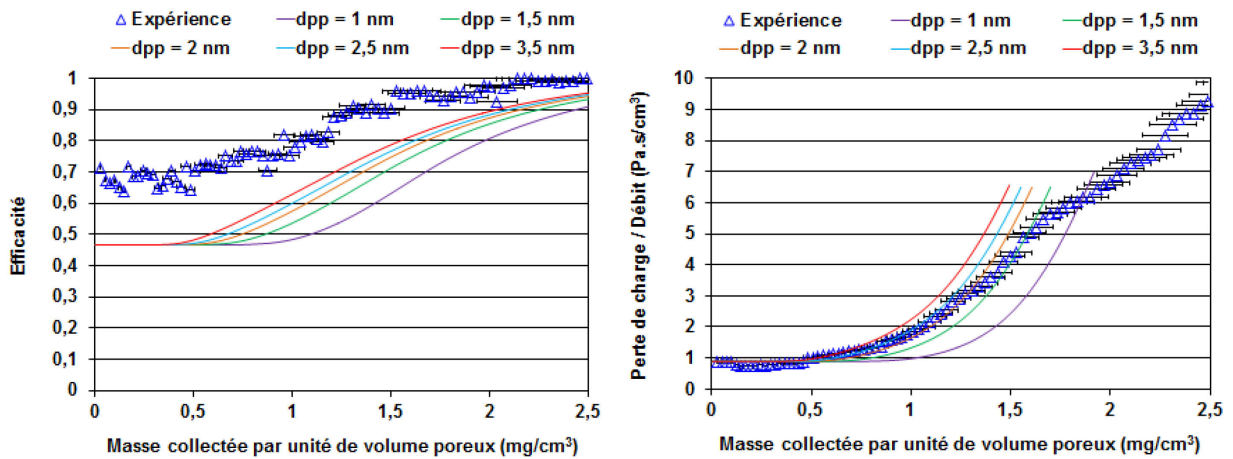 Expérience dpp = 1 nm dpp = 1,5 nm
dpp = 2 nm dpp = 2,5 nm dpp = 3,5 nm
Efficacité
1
0,9
0,8
0,7
0,6
0,5
0,4
0,3
0,2
0,1
0
0 0,5 1 1,5 2 2,5
Masse collectée par unité de volume poreux (mg/cm³)
Expérience dpp = 1 nm dpp = 1,5 nm
dpp = 2 nm dpp = 2,5 nm dpp = 3,5 nm
Perte de charge / Débit (Pa.s/cm³)
10
9
8
7
6
5
4
3
2
1
0
0 0,5 1 1,5 2 2,5
Masse collectée par unité de volume poreux (mg/cm³)